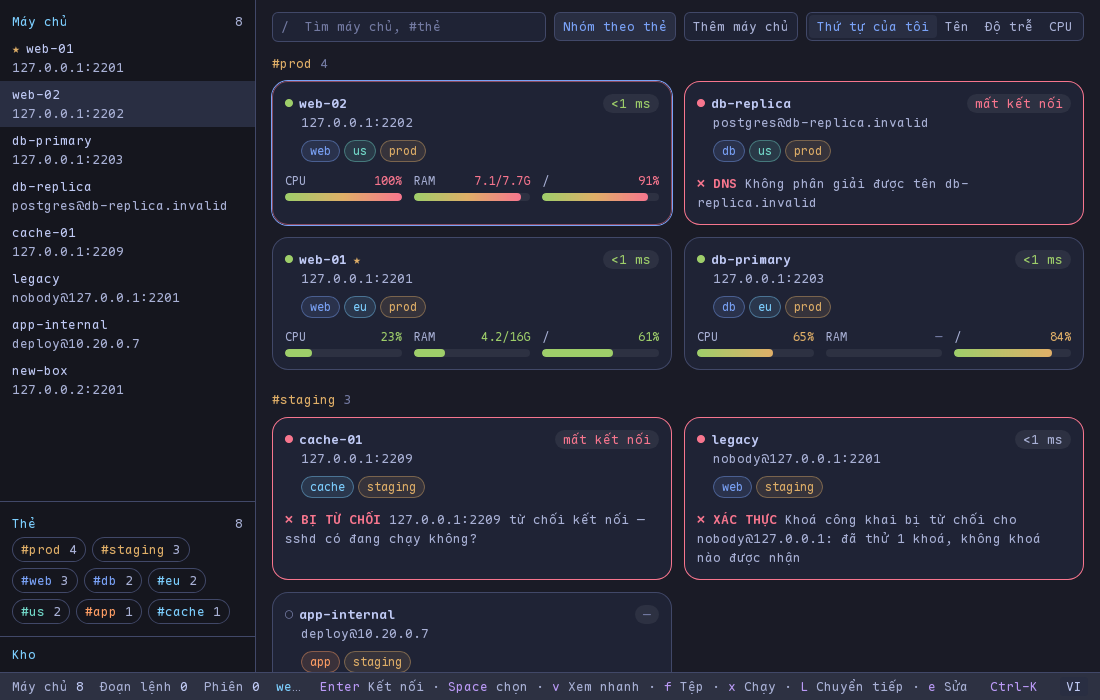 Máy chủ 8
★ web-01
127.0.0.1:2201
web-02
127.0.0.1:2202
db-primary
127.0.0.1:2203
db-replica
postgres@db-replica.invalid
cache-01
127.0.0.1:2209
legacy
nobody@127.0.0.1:2201
app-internal
deploy@10.20.0.7
new-box
127.0.0.2:2201
Thẻ 8
#prod 4 #staging 3
#web 3 #db 2 #eu 2
#us 2 #app 1 #cache 1
Kho
/ Tìm máy chủ, #thẻ Nhóm theo thẻ Thêm máy chủ Thứ tự của tôi Tên Độ trễ CPU
#prod 4
web-02 <1 ms
127.0.0.1:2202
web us prod
CPU 100% RAM 7.1/7.7G / 91%
db-replica mất kết nối
postgres@db-replica.invalid
db us prod
× DNS Không phân giải được tên db-
replica.invalid
web-01 ★ <1 ms
127.0.0.1:2201
web eu prod
CPU 23% RAM 4.2/16G / 61%
db-primary <1 ms
127.0.0.1:2203
db eu prod
CPU 65% RAM — / 84%
#staging 3
cache-01 mất kết nối
127.0.0.1:2209
cache staging
× BỊ TỪ CHỐI 127.0.0.1:2209 từ chối kết nối —
sshd có đang chạy không?
legacy <1 ms
nobody@127.0.0.1:2201
web staging
× XÁC THỰC Khoá công khai bị từ chối cho
nobody@127.0.0.1: đã thử 1 khoá, không khoá
nào được nhận
app-internal —
deploy@10.20.0.7
app staging
Máy chủ 8 Đoạn lệnh 0 Phiên 0 we… Enter Kết nối · Space chọn · v Xem nhanh · f Tệp · x Chạy · L Chuyển tiếp · e Sửa Ctrl-K VI